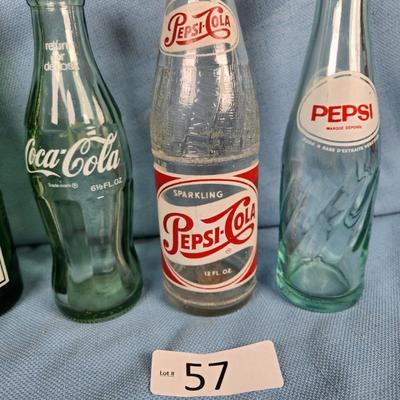 return
for
deposit
Coca-Cola
Trade-mark ®
6½ FL. OZ.
PEPSI-COLA
SPARKLING
PEPSI-COLA
12 FL. OZ.
PEPSI
MARQUE DÉPOSÉE
Lot #
57